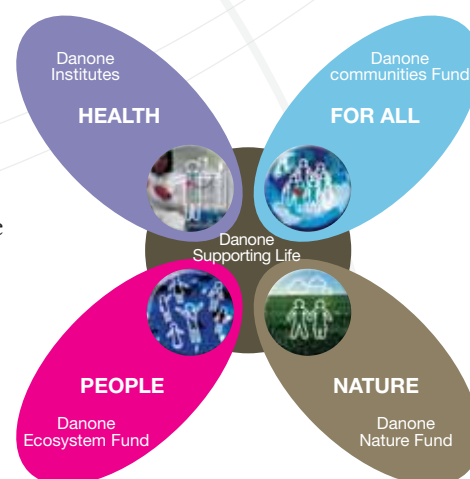 Danone
Institutes
HEALTH
Danone
communities Fund
FOR ALL
Danone
Supporting Life
PEOPLE
Danone
Ecosystem Fund
NATURE
Danone
Nature Fund